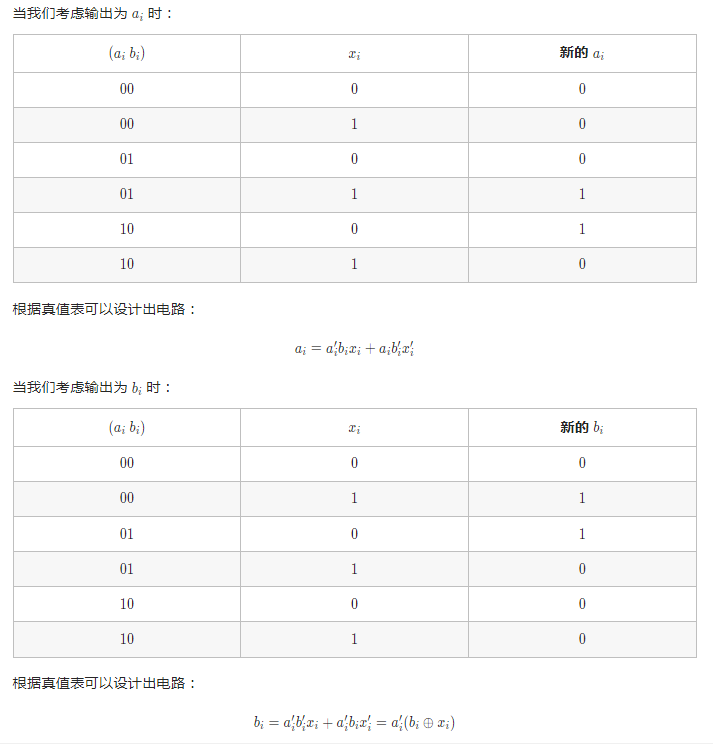 当我们考虑输出为 aᵢ 时：
(aᵢ bᵢ) xᵢ 新的 aᵢ
00 0 0
00 1 0
01 0 0
01 1 1
10 0 1
10 1 0
根据真值表可以设计出电路：
aᵢ = aᵢ′bᵢxᵢ + aᵢbᵢ′xᵢ′
当我们考虑输出为 bᵢ 时：
(aᵢ bᵢ) xᵢ 新的 bᵢ
00 0 0
00 1 1
01 0 1
01 1 0
10 0 0
10 1 0
根据真值表可以设计出电路：
bᵢ = aᵢ′bᵢ′xᵢ + aᵢ′bᵢxᵢ′ = aᵢ′(bᵢ ⊕ xᵢ)